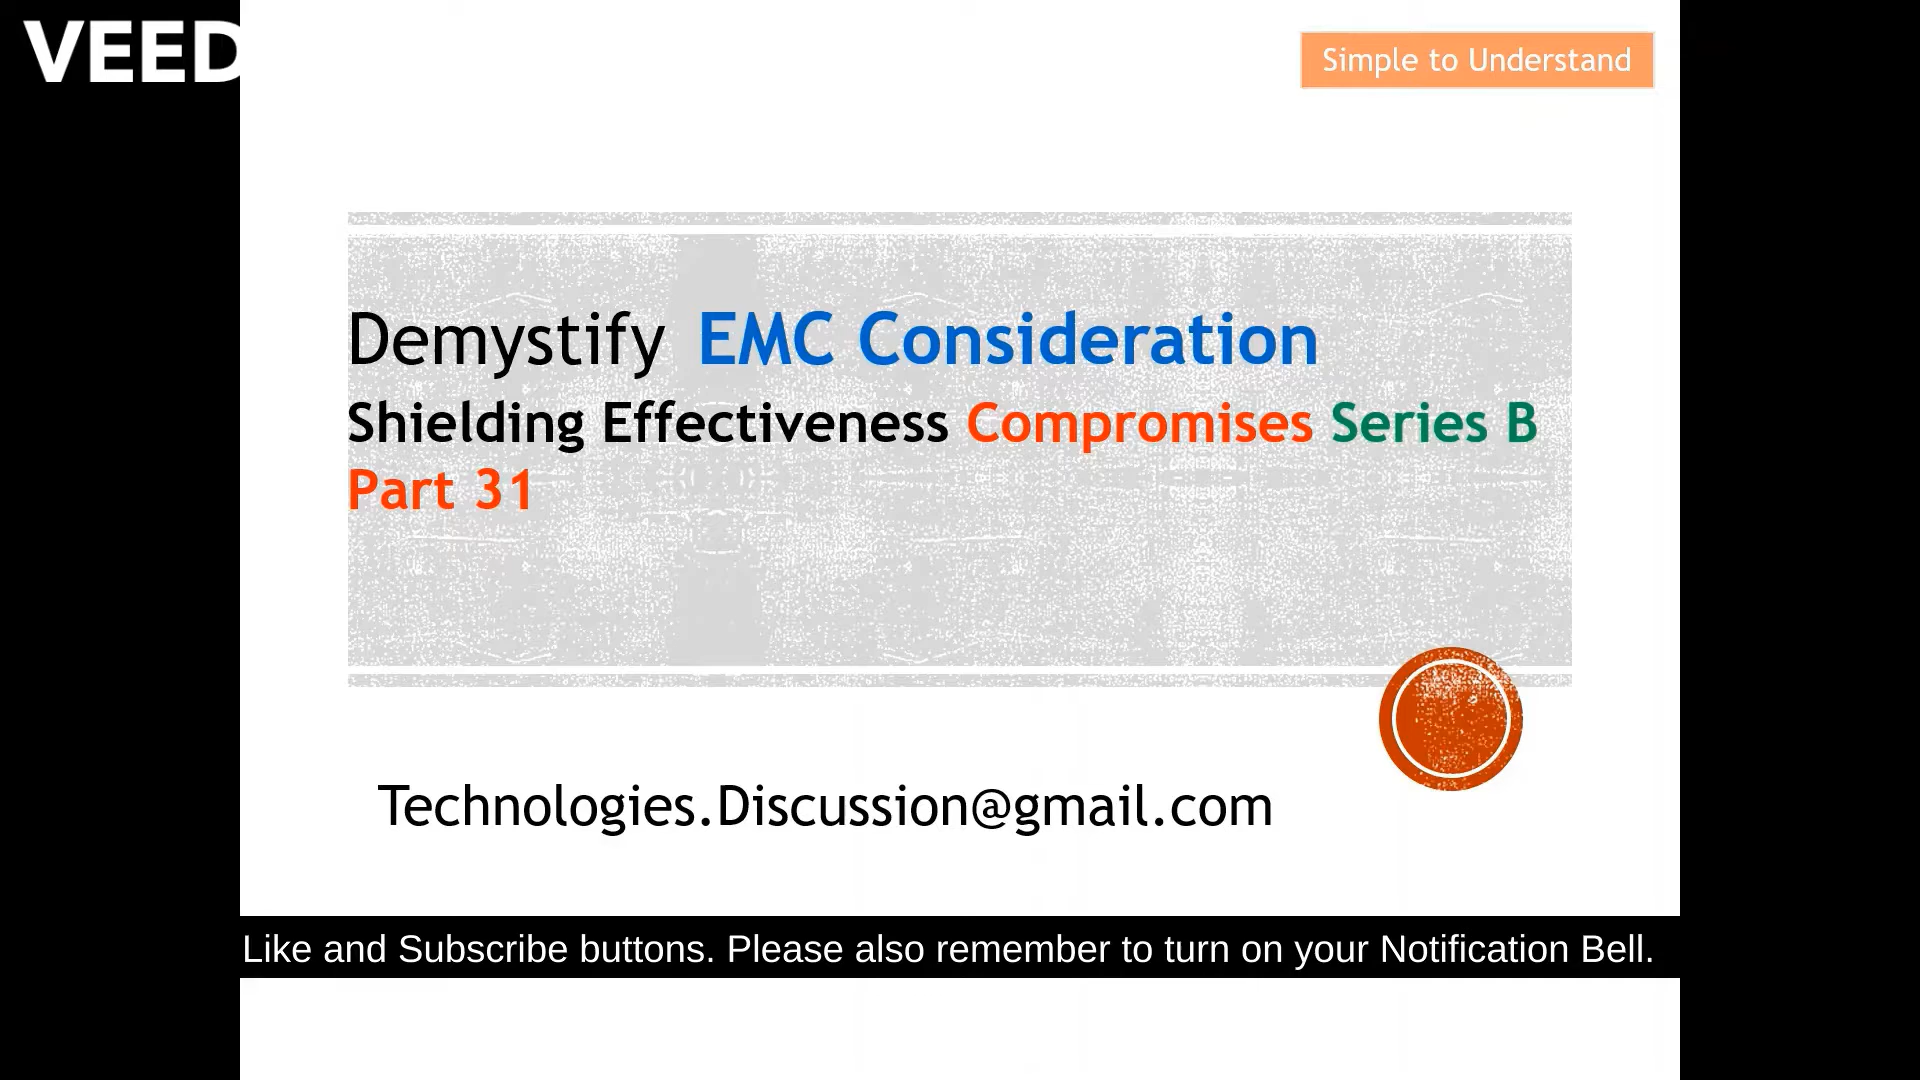 VEED
Simple to Understand
Demystify EMC Consideration
Shielding Effectiveness Compromises Series B
Part 31
Technologies.Discussion@gmail.com
Like and Subscribe buttons. Please also remember to turn on your Notification Bell.